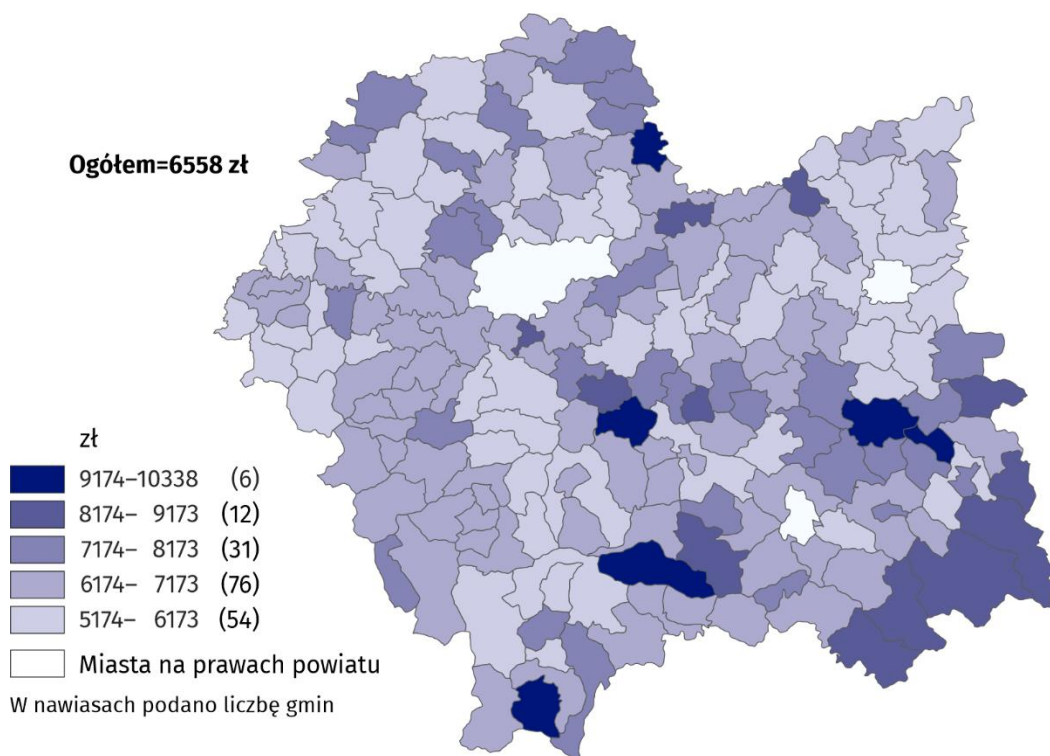 Ogółem=6558 zł
zł
9174–10338 (6)
8174– 9173 (12)
7174– 8173 (31)
6174– 7173 (76)
5174– 6173 (54)
Miasta na prawach powiatu
W nawiasach podano liczbę gmin